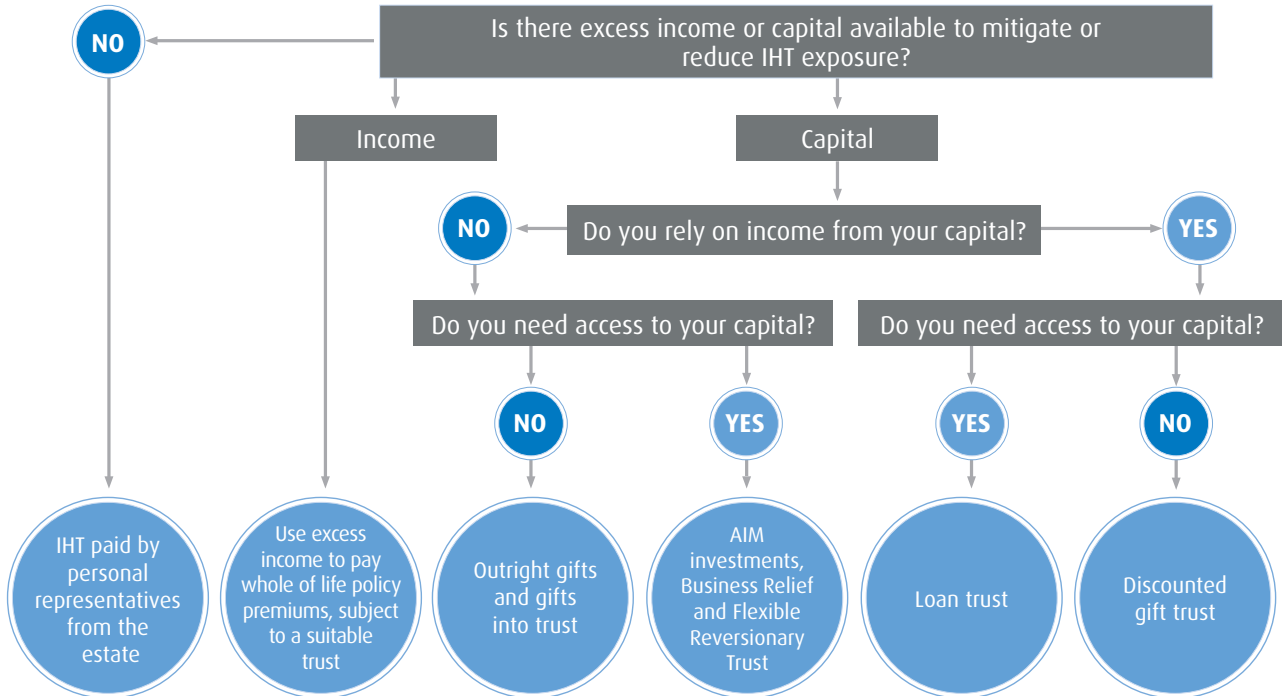 NO
Is there excess income or capital available to mitigate or
reduce IHT exposure?
Income
Capital
NO
Do you rely on income from your capital?
YES
Do you need access to your capital?
Do you need access to your capital?
NO
YES
YES
NO
IHT paid by
personal
representatives
from the
estate
Use excess
income to pay
whole of life policy
premiums, subject
to a suitable
trust
Outright gifts
and gifts
into trust
AIM
investments,
Business Relief
and Flexible
Reversionary
Trust
Loan trust
Discounted
gift trust